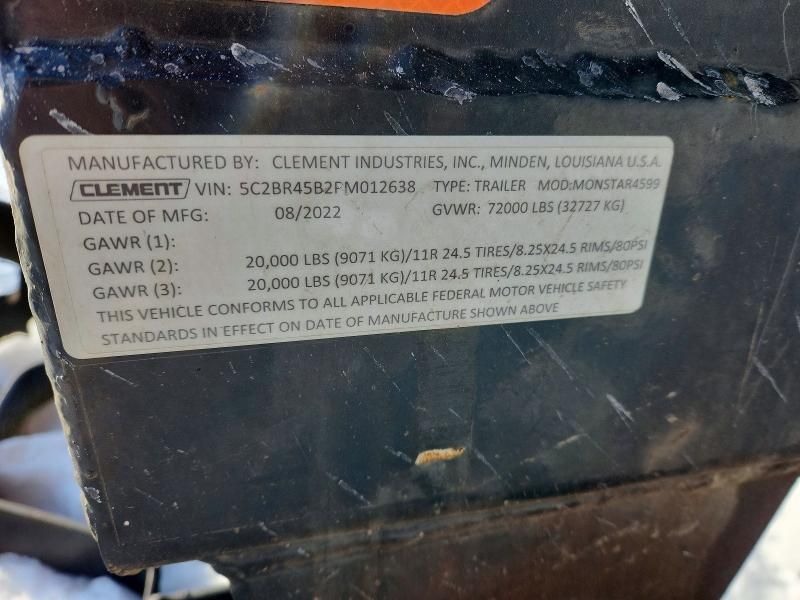 MANUFACTURED BY: CLEMENT INDUSTRIES, INC., MINDEN, LOUISIANA U.S.A.
CLEMENT VIN: 5C2BR45B2PM012638 TYPE: TRAILER MOD:MONSTAR4599
DATE OF MFG: 08/2022 GVWR: 72000 LBS (32727 KG)
GAWR (1):
GAWR (2): 20,000 LBS (9071 KG)/11R 24.5 TIRES/8.25X24.5 RIMS/80PSI
GAWR (3): 20,000 LBS (9071 KG)/11R 24.5 TIRES/8.25X24.5 RIMS/80PSI
THIS VEHICLE CONFORMS TO ALL APPLICABLE FEDERAL MOTOR VEHICLE SAFETY
STANDARDS IN EFFECT ON DATE OF MANUFACTURE SHOWN ABOVE